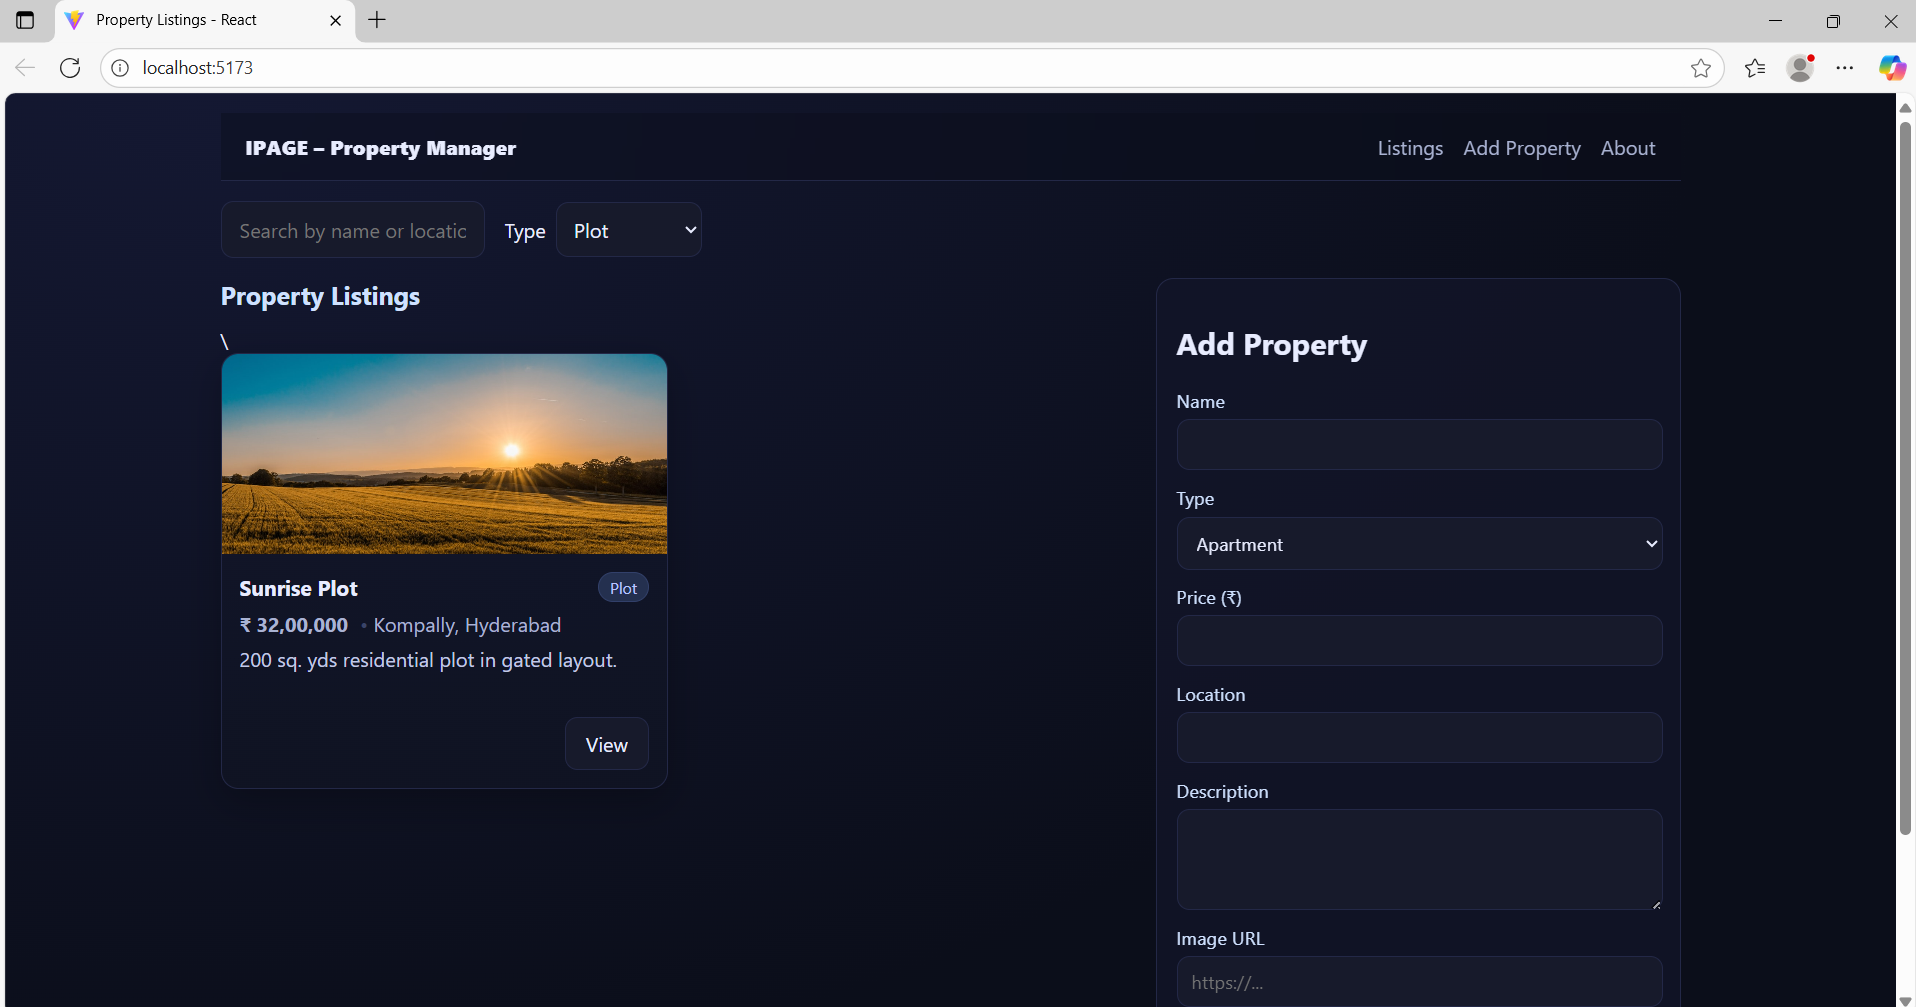 Property Listings - React
localhost:5173
IPAGE – Property Manager
Listings Add Property About
Search by name or locatic
Type Plot
Property Listings
\
Sunrise Plot Plot
₹ 32,00,000 • Kompally, Hyderabad
200 sq. yds residential plot in gated layout.
View
Add Property
Name
Type
Apartment
Price (₹)
Location
Description
Image URL
https://...